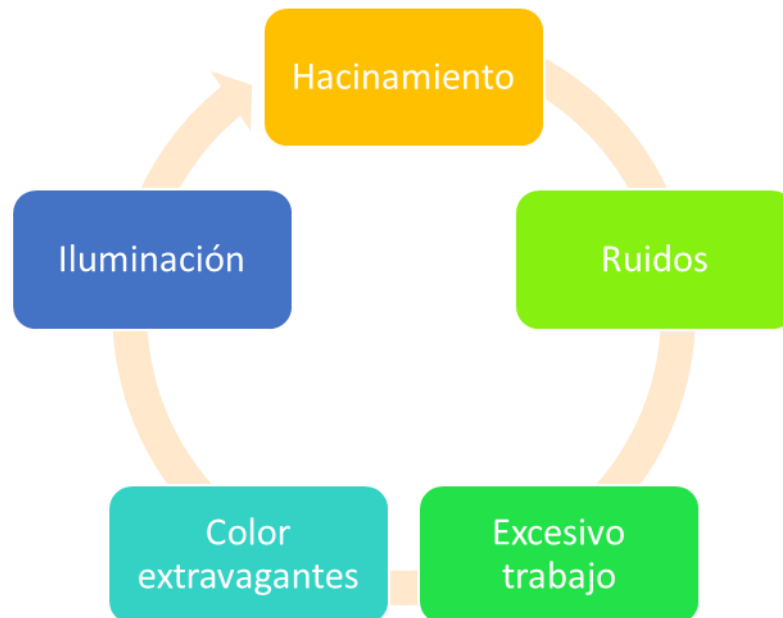 Hacinamiento
Ruidos
Excesivo
trabajo
Color
extravagantes
Iluminación